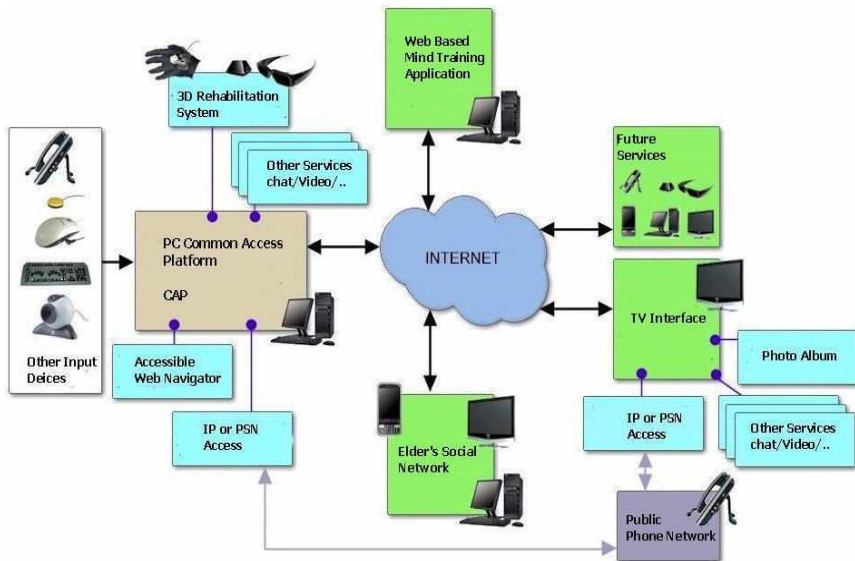 Web Based
Mind Training
Application
3D Rehabilitation
System
Other Services
chat/Video/..
Future
Services
PC Common Access
Platform
CAP
INTERNET
TV Interface
Photo Album
Other Input
Deices
Accessible
Web Navigator
IP or PSN
Access
Elder's Social
Network
IP or PSN
Access
Other Services
chat/Video/..
Public
Phone Network